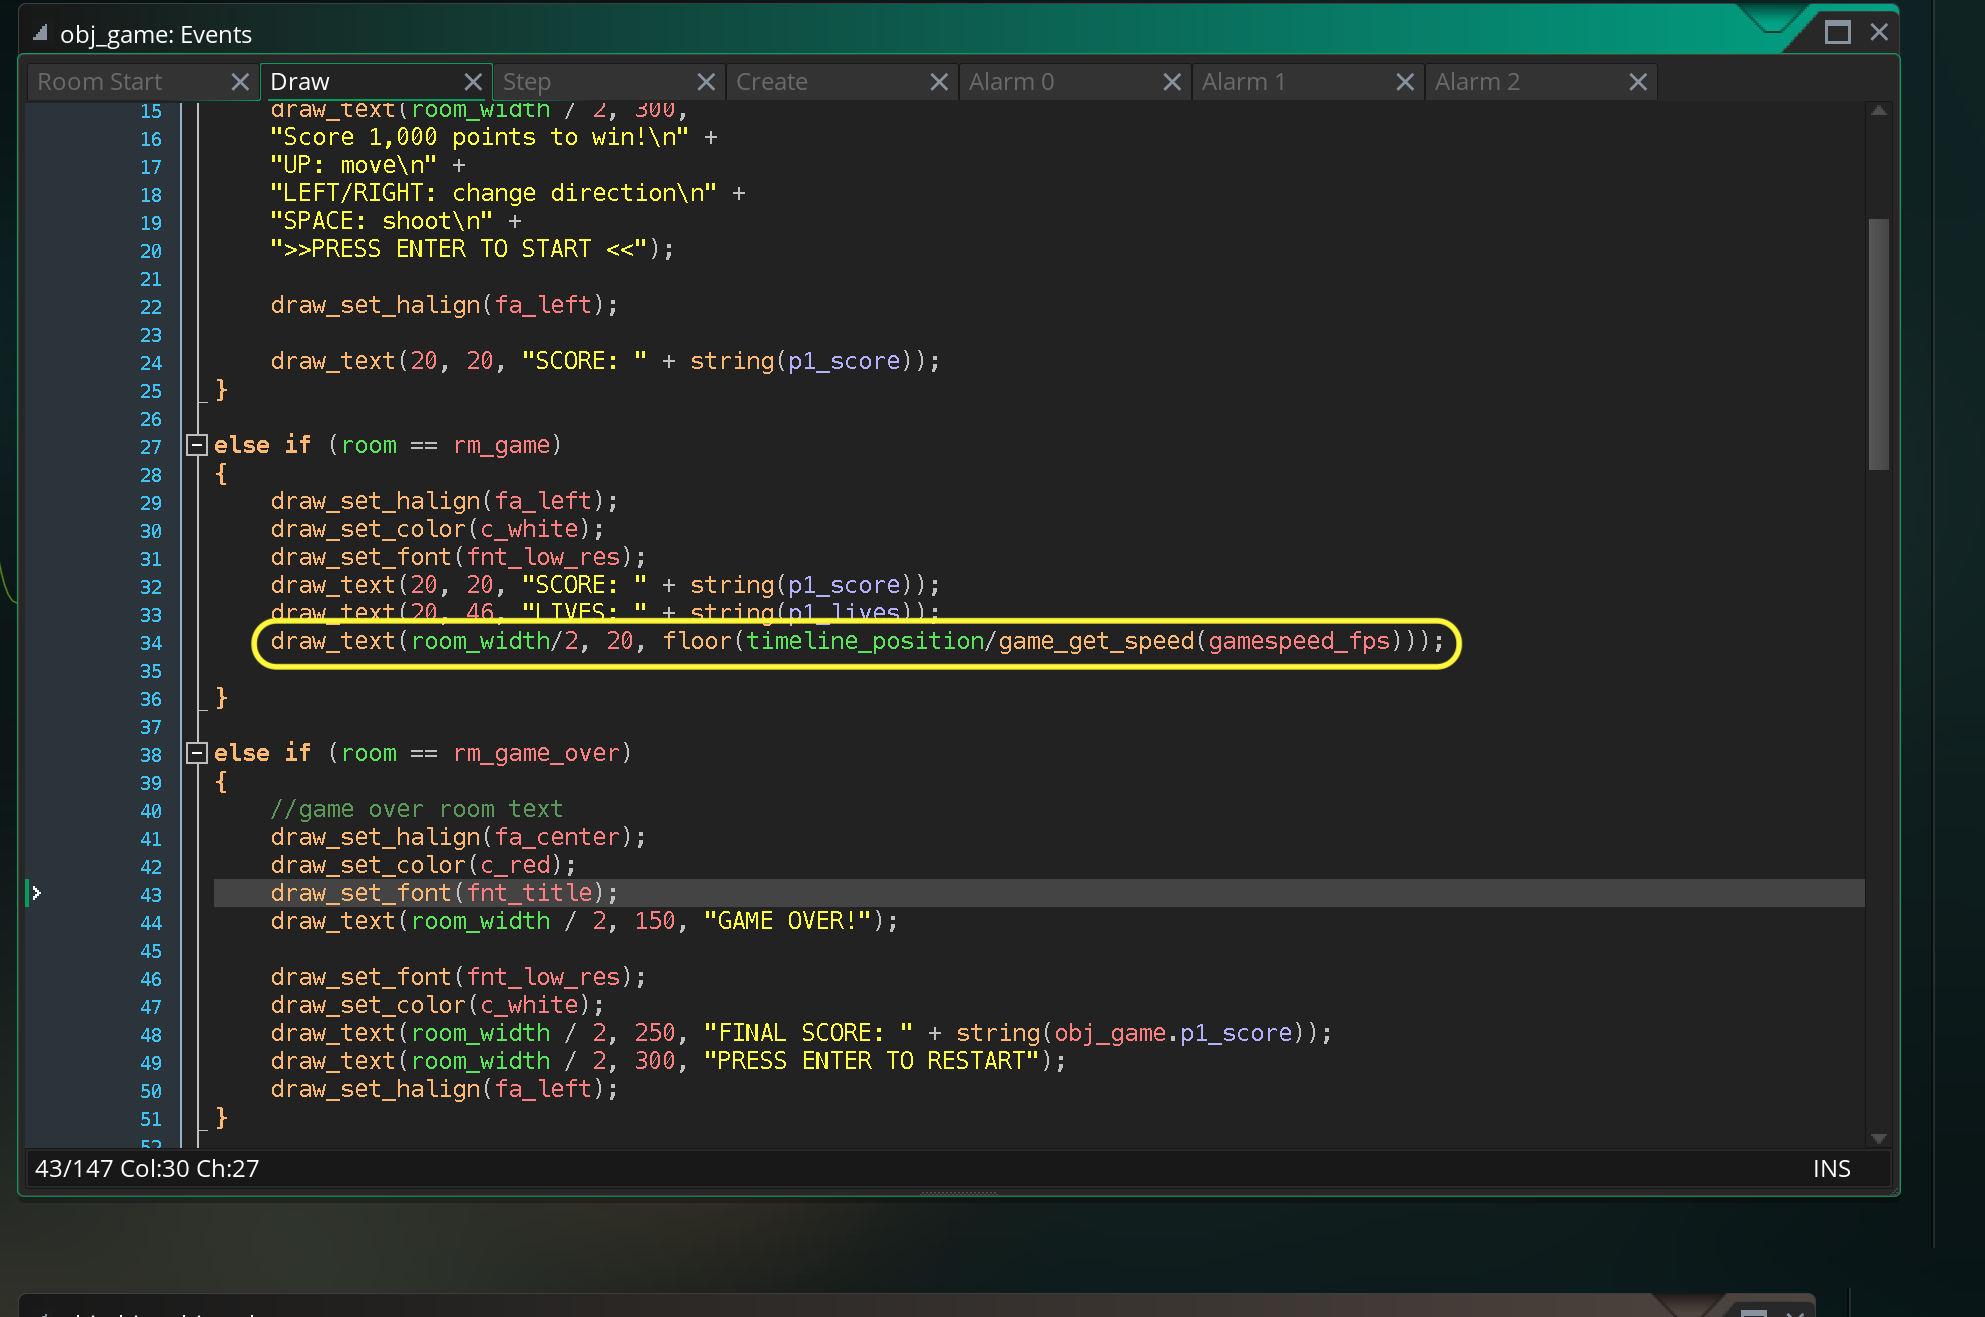 obj_game: Events
Room Start
Draw
Step
Create
Alarm 0
Alarm 1
Alarm 2
15 draw_text(room_width / 2, 300,
16 "Score 1,000 points to win!\n" +
17 "UP: move\n" +
18 "LEFT/RIGHT: change direction\n" +
19 "SPACE: shoot\n" +
20 ">>PRESS ENTER TO START <<");
21
22 draw_set_halign(fa_left);
23
24 draw_text(20, 20, "SCORE: " + string(p1_score));
25 }
26
27 else if (room == rm_game)
28 {
29 draw_set_halign(fa_left);
30 draw_set_color(c_white);
31 draw_set_font(fnt_low_res);
32 draw_text(20, 20, "SCORE: " + string(p1_score));
33 draw_text(20, 46, "LIVES: " + string(p1_lives));
34 draw_text(room_width/2, 20, floor(timeline_position/game_get_speed(gamespeed_fps)));
35
36 }
37
38 else if (room == rm_game_over)
39 {
40 //game over room text
41 draw_set_halign(fa_center);
42 draw_set_color(c_red);
43 draw_set_font(fnt_title);
44 draw_text(room_width / 2, 150, "GAME OVER!");
45
46 draw_set_font(fnt_low_res);
47 draw_set_color(c_white);
48 draw_text(room_width / 2, 250, "FINAL SCORE: " + string(obj_game.p1_score));
49 draw_text(room_width / 2, 300, "PRESS ENTER TO RESTART");
50 draw_set_halign(fa_left);
51 }
52
43/147 Col:30 Ch:27
INS